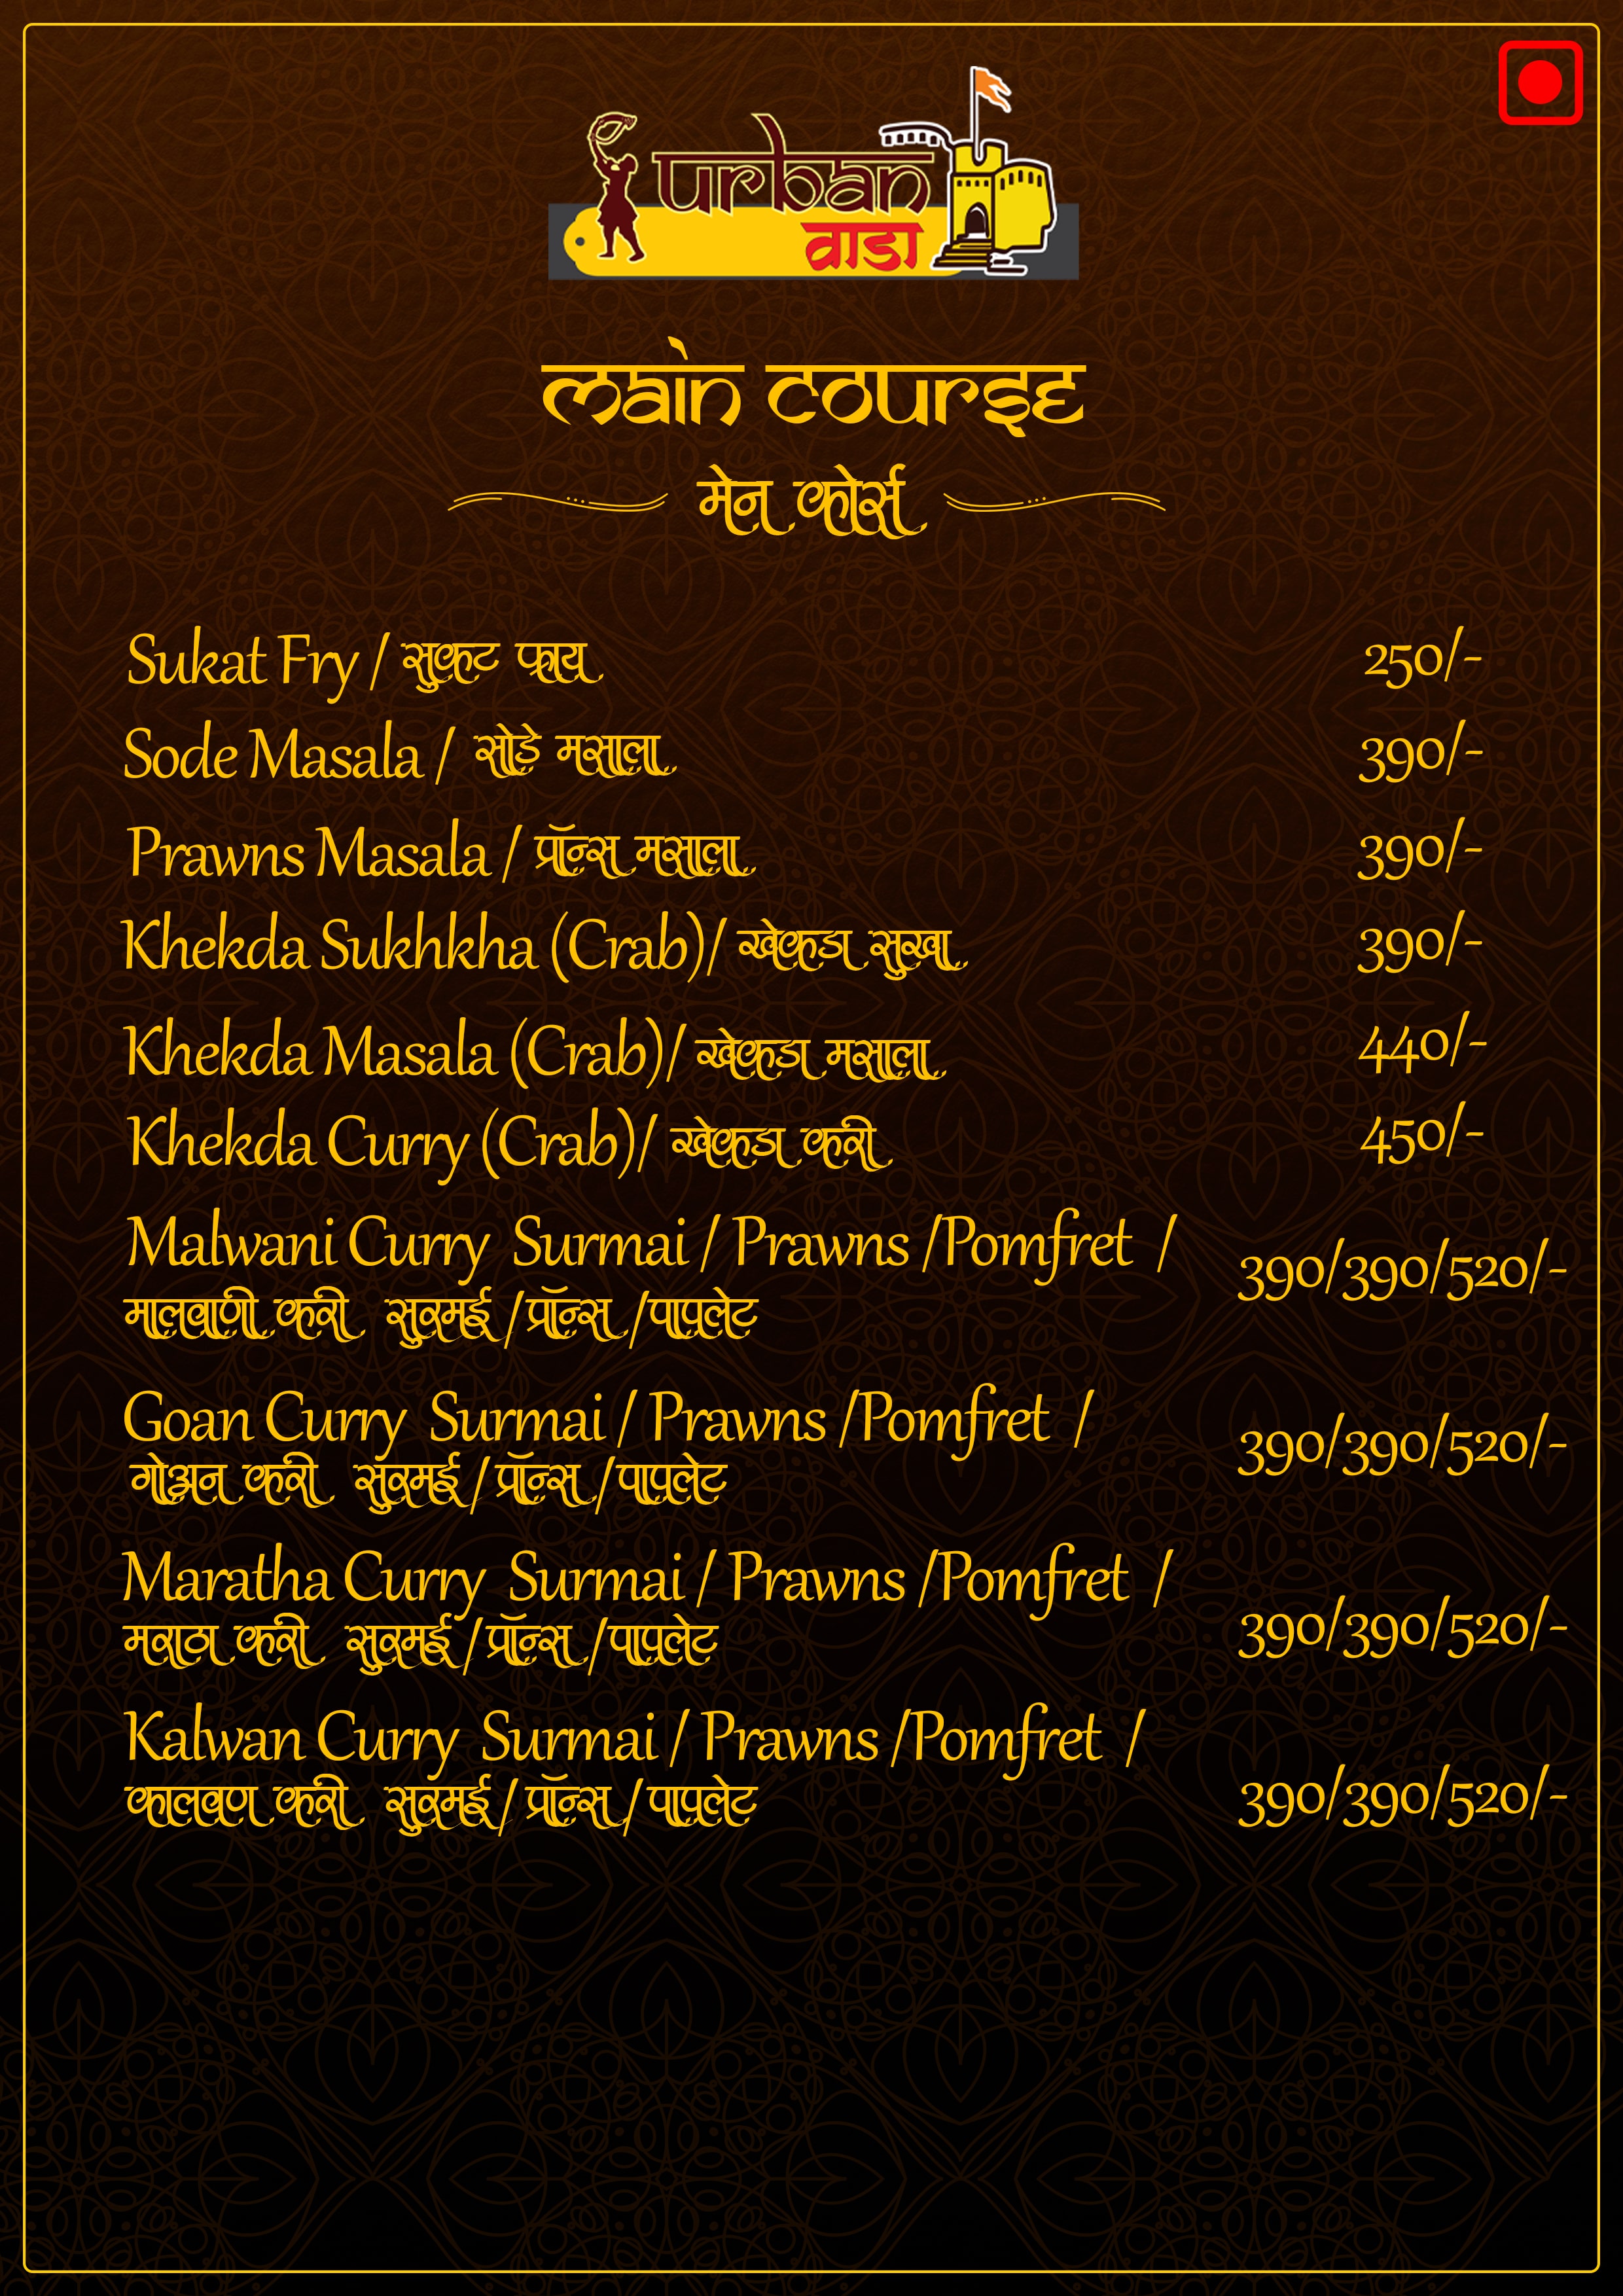 urban
वाडा
main course
मेन कोर्स
Sukat Fry / सुकट फ्राय 250/-
Sode Masala / सोडे मसाला 390/-
Prawns Masala / प्रॉन्स मसाला 390/-
Khekda Sukhkha (Crab)/ खेकडा सुखा 390/-
Khekda Masala (Crab)/ खेकडा मसाला 440/-
Khekda Curry (Crab)/ खेकडा करी 450/-
Malwani Curry Surmai / Prawns /Pomfret / 390/390/520/-
मालवाणी करी सुरमई / प्रॉन्स /पापलेट
Goan Curry Surmai / Prawns /Pomfret / 390/390/520/-
गोअन करी सुरमई / प्रॉन्स /पापलेट
Maratha Curry Surmai / Prawns /Pomfret / 390/390/520/-
मराठा करी सुरमई / प्रॉन्स /पापलेट
Kalwan Curry Surmai / Prawns /Pomfret / 390/390/520/-
कालवण करी सुरमई / प्रॉन्स / पापलेट